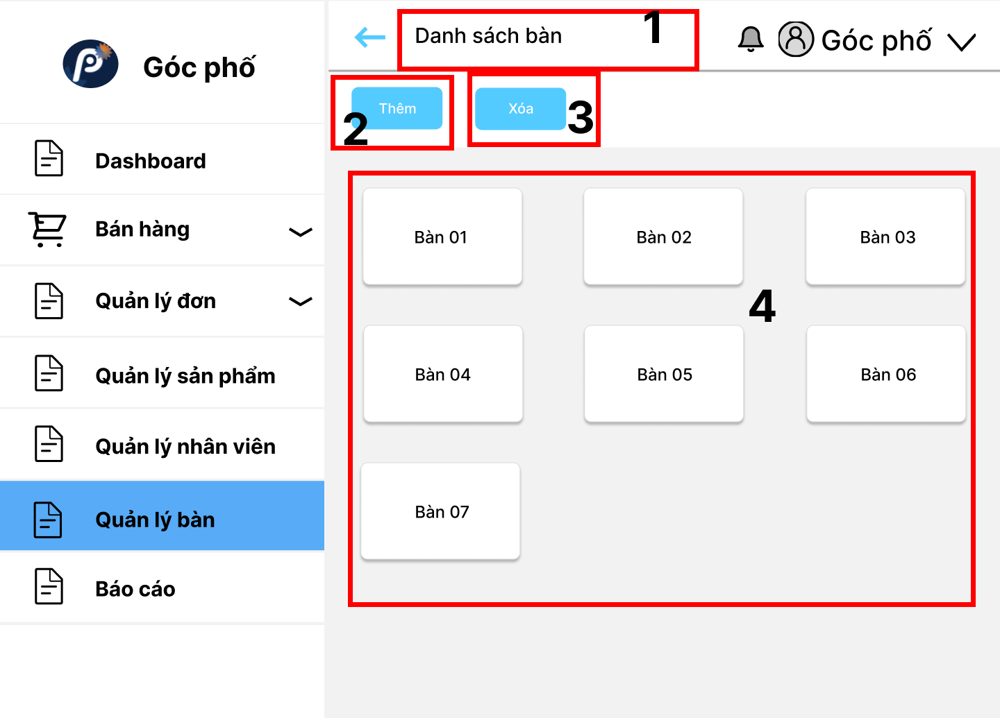 Góc phố
Dashboard
Bán hàng
Quản lý đơn
Quản lý sản phẩm
Quản lý nhân viên
Quản lý bàn
Báo cáo
Danh sách bàn
1
Góc phố
Thêm
2
Xóa
3
Bàn 01
Bàn 02
Bàn 03
4
Bàn 04
Bàn 05
Bàn 06
Bàn 07